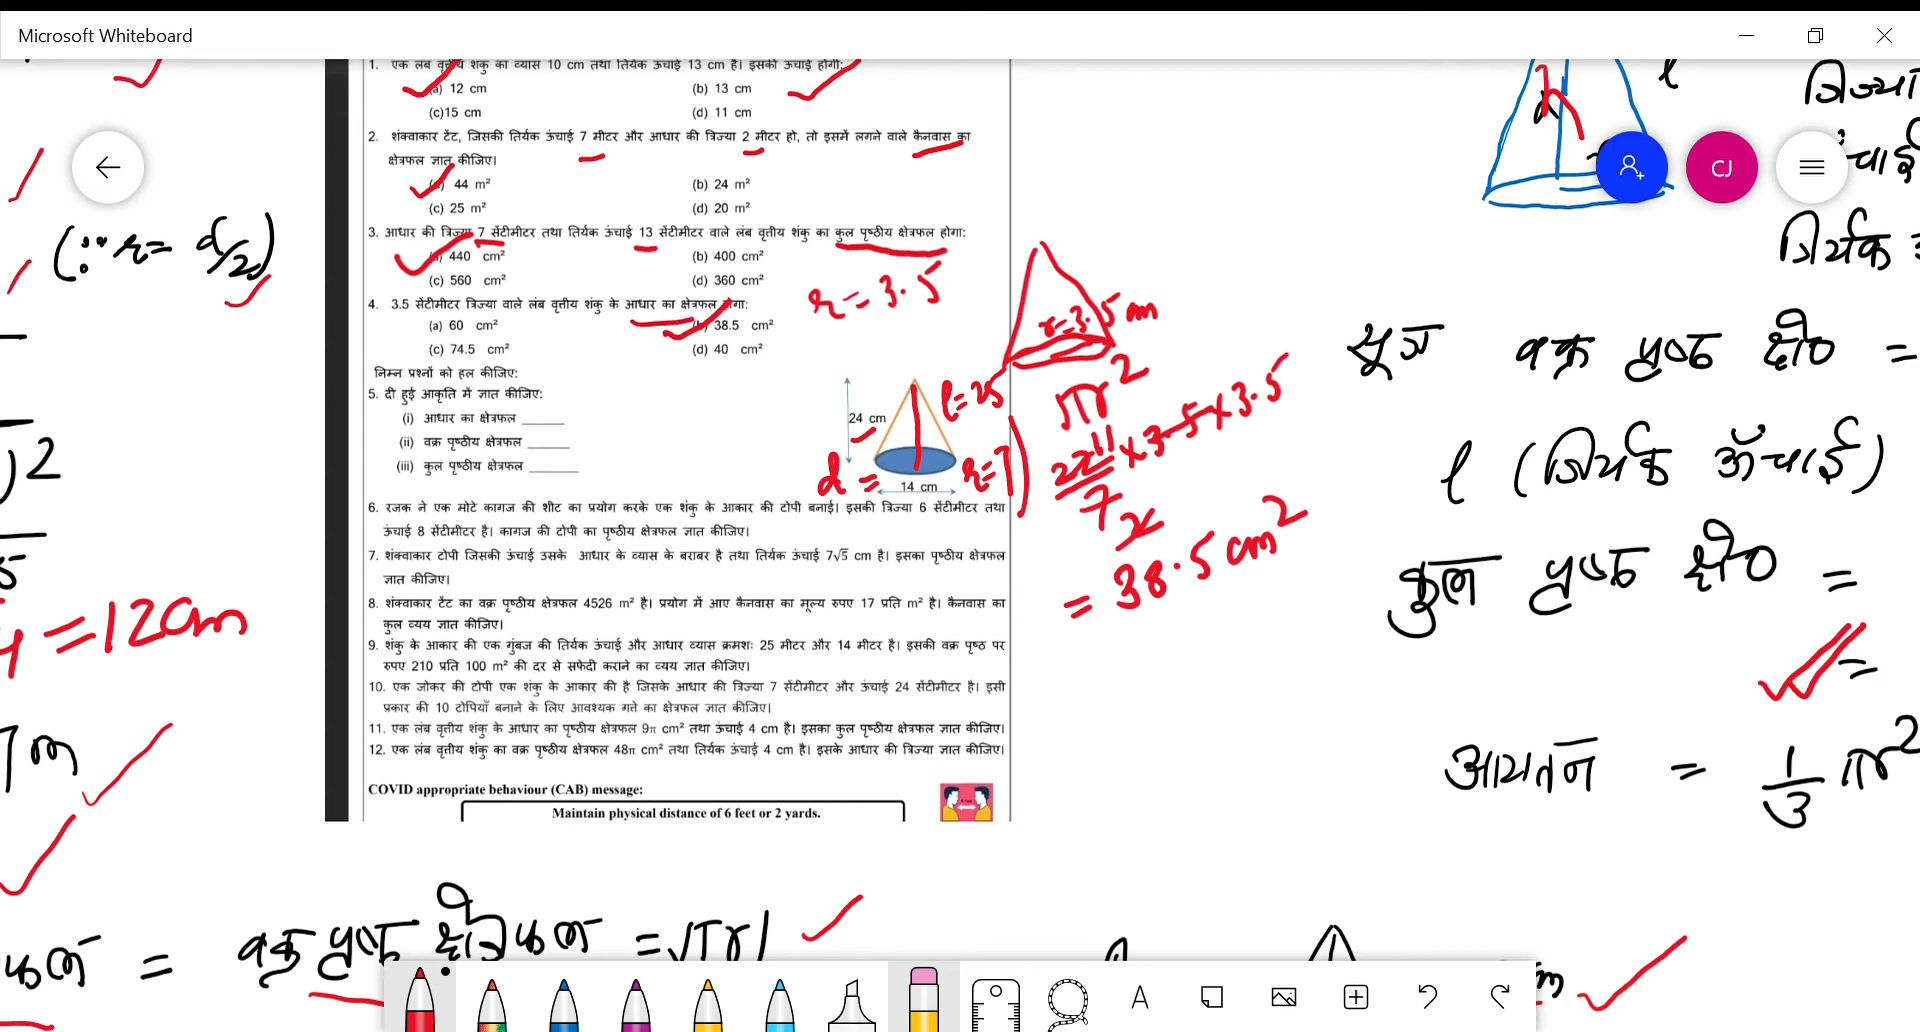 Microsoft Whiteboard
1. एक लंब वृत्तीय शंकु का व्यास 10 cm तथा तिर्यक ऊंचाई 13 cm है। इसकी ऊंचाई होगी:
12 cm (b) 13 cm
(c)15 cm (d) 11 cm
2. शंक्वाकार टेंट, जिसकी तिर्यक ऊंचाई 7 मीटर और आधार की त्रिज्या 2 मीटर हो, तो इसमें लगने वाले कैनवास का
क्षेत्रफल ज्ञात कीजिए।
44 m² (b) 24 m²
(c) 25 m² (d) 20 m²
3. आधार की त्रिज्या 7 सेंटीमीटर तथा तिर्यक ऊंचाई 13 सेंटीमीटर वाले लंब वृत्तीय शंकु का कुल पृष्ठीय क्षेत्रफल होगा:
440 cm² (b) 400 cm²
(c) 560 cm² (d) 360 cm²
4. 3.5 सेंटीमीटर त्रिज्या वाले लंब वृत्तीय शंकु के आधार का क्षेत्रफल होगा:
(a) 60 cm² 38.5 cm²
(c) 74.5 cm² (d) 40 cm²
निम्न प्रश्नों को हल कीजिए:
5. दी हुई आकृति में ज्ञात कीजिए:
(i) आधार का क्षेत्रफल ______
(ii) वक्र पृष्ठीय क्षेत्रफल ______
(iii) कुल पृष्ठीय क्षेत्रफल _______
24 cm
14 cm
6. रजक ने एक मोटे कागज की शीट का प्रयोग करके एक शंकु के आकार की टोपी बनाई। इसकी त्रिज्या 6 सेंटीमीटर तथा
ऊंचाई 8 सेंटीमीटर है। कागज की टोपी का पृष्ठीय क्षेत्रफल ज्ञात कीजिए।
7. शंक्वाकार टोपी जिसकी ऊंचाई उसके आधार के व्यास के बराबर है तथा तिर्यक ऊंचाई 7√5 cm है। इसका पृष्ठीय क्षेत्रफल
ज्ञात कीजिए।
8. शंक्वाकार टेंट का वक्र पृष्ठीय क्षेत्रफल 4526 m² है। प्रयोग में आए कैनवास का मूल्य रुपए 17 प्रति m² है। कैनवास का
कुल व्यय ज्ञात कीजिए।
9. शंकु के आकार की एक गुंबज की तिर्यक ऊंचाई और आधार व्यास क्रमशः 25 मीटर और 14 मीटर है। इसकी वक्र पृष्ठ पर
रुपए 210 प्रति 100 m² की दर से सफेदी कराने का व्यय ज्ञात कीजिए।
10. एक जोकर की टोपी एक शंकु के आकार की है जिसके आधार की त्रिज्या 7 सेंटीमीटर और ऊंचाई 24 सेंटीमीटर है। इसी
प्रकार की 10 टोपियाँ बनाने के लिए आवश्यक गत्ते का क्षेत्रफल ज्ञात कीजिए।
11. एक लंब वृत्तीय शंकु के आधार का पृष्ठीय क्षेत्रफल 9π cm² तथा ऊंचाई 4 cm है। इसका कुल पृष्ठीय क्षेत्रफल ज्ञात कीजिए।
12. एक लंब वृत्तीय शंकु का वक्र पृष्ठीय क्षेत्रफल 48π cm² तथा तिर्यक ऊंचाई 4 cm है। इसके आधार की त्रिज्या ज्ञात कीजिए।
COVID appropriate behaviour (CAB) message:
Maintain physical distance of 6 feet or 2 yards.
(∵ r = d/2)
= 12cm
r = 3.5
r=3.5 cm
l=25
d =
r=7
πr²
22/7 × 3.5 × 3.5
= 38.5 cm²
h
l
CJ
सूत्र वक्र पृष्ठ क्षे० =
l (तिर्यक ऊँचाई)
कुल पृष्ठ क्षे० =
=
आयतन = 1/3 πr²
= वक्र पृष्ठ क्षेत्रफल = πrl
A